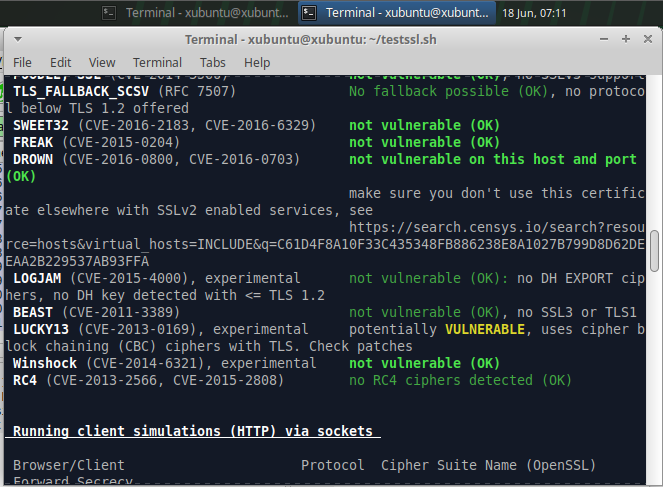 Terminal - xubuntu@xubunt...
Terminal - xubuntu@xubunt...
18 Jun, 07:11
Terminal - xubuntu@xubuntu: ~/testssl.sh
File Edit View Terminal Tabs Help
POODLE, SSL (CVE-2014-3566) not vulnerable (OK), no SSLv3 support
TLS_FALLBACK_SCSV (RFC 7507) No fallback possible (OK), no protoco
l below TLS 1.2 offered
SWEET32 (CVE-2016-2183, CVE-2016-6329) not vulnerable (OK)
FREAK (CVE-2015-0204) not vulnerable (OK)
DROWN (CVE-2016-0800, CVE-2016-0703) not vulnerable on this host and port
(OK)
make sure you don't use this certific
ate elsewhere with SSLv2 enabled services, see
https://search.censys.io/search?resou
rce=hosts&virtual_hosts=INCLUDE&q=C61D4F8A10F33C435348FB886238E8A1027B799D8D62DE
EAA2B229537AB93FFA
LOGJAM (CVE-2015-4000), experimental not vulnerable (OK): no DH EXPORT cip
hers, no DH key detected with <= TLS 1.2
BEAST (CVE-2011-3389) not vulnerable (OK), no SSL3 or TLS1
LUCKY13 (CVE-2013-0169), experimental potentially VULNERABLE, uses cipher b
lock chaining (CBC) ciphers with TLS. Check patches
Winshock (CVE-2014-6321), experimental not vulnerable (OK)
RC4 (CVE-2013-2566, CVE-2015-2808) no RC4 ciphers detected (OK)
Running client simulations (HTTP) via sockets
Browser/Client Protocol Cipher Suite Name (OpenSSL)
Forward Secrecy